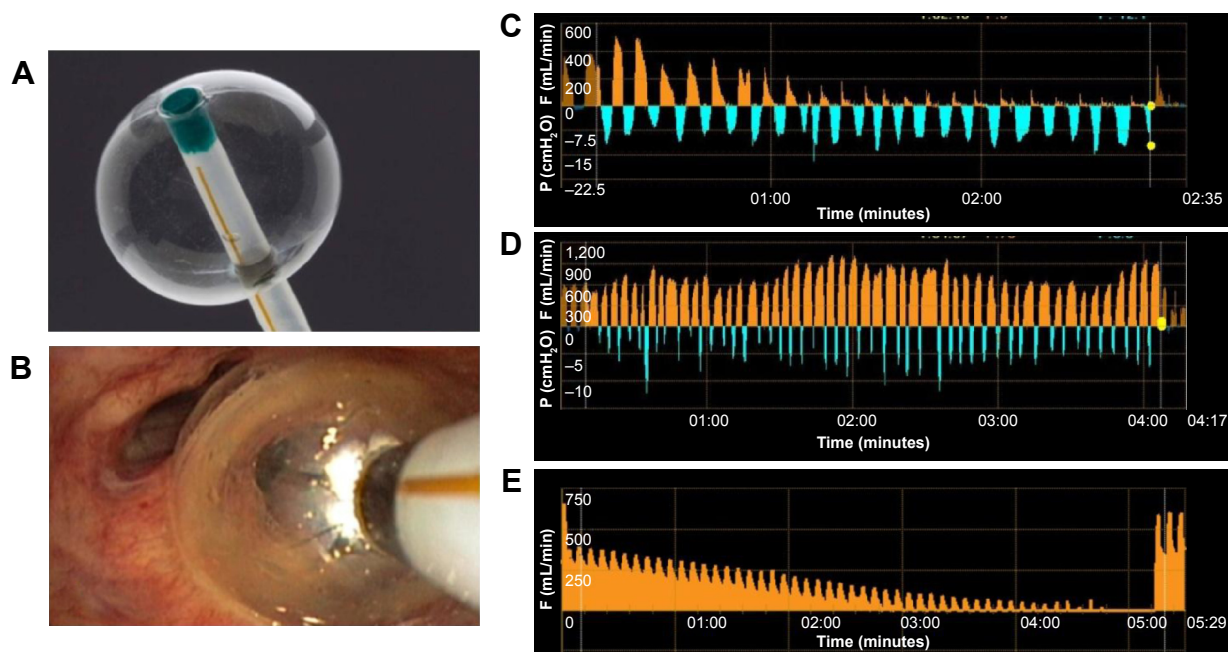 A
B
C
F (mL/min)
P (cmH2O)
600
400
200
0
–7.5
–15
–22.5
01:00
02:00
02:35
Time (minutes)
D
F (mL/min)
P (cmH2O)
1,200
900
600
300
0
–5
–10
01:00
02:00
03:00
04:00
04:17
Time (minutes)
E
F (mL/min)
750
500
250
0
01:00
02:00
03:00
04:00
05:00
05:29
Time (minutes)